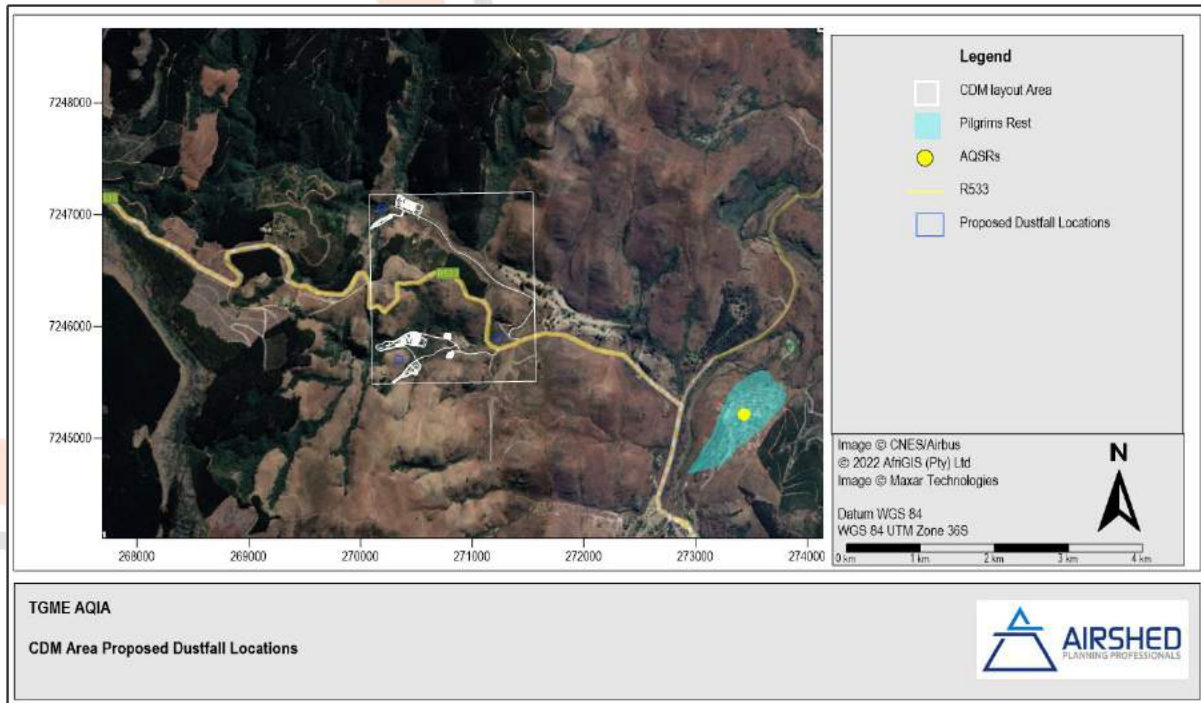 7248000
7247000
7246000
7245000
268000 269000 270000 271000 272000 273000 274000
R533
Legend
CDM layout Area
Pilgrims Rest
AQSRs
R533
Proposed Dustfall Locations
Image © CNES/Airbus
© 2022 AfriGIS (Pty) Ltd
Image © Maxar Technologies
Datum WGS 84
WGS 84 UTM Zone 36S
N
0 km 1 km 2 km 3 km 4 km
TGME AQIA
CDM Area Proposed Dustfall Locations
AIRSHED
PLANNING PROFESSIONALS